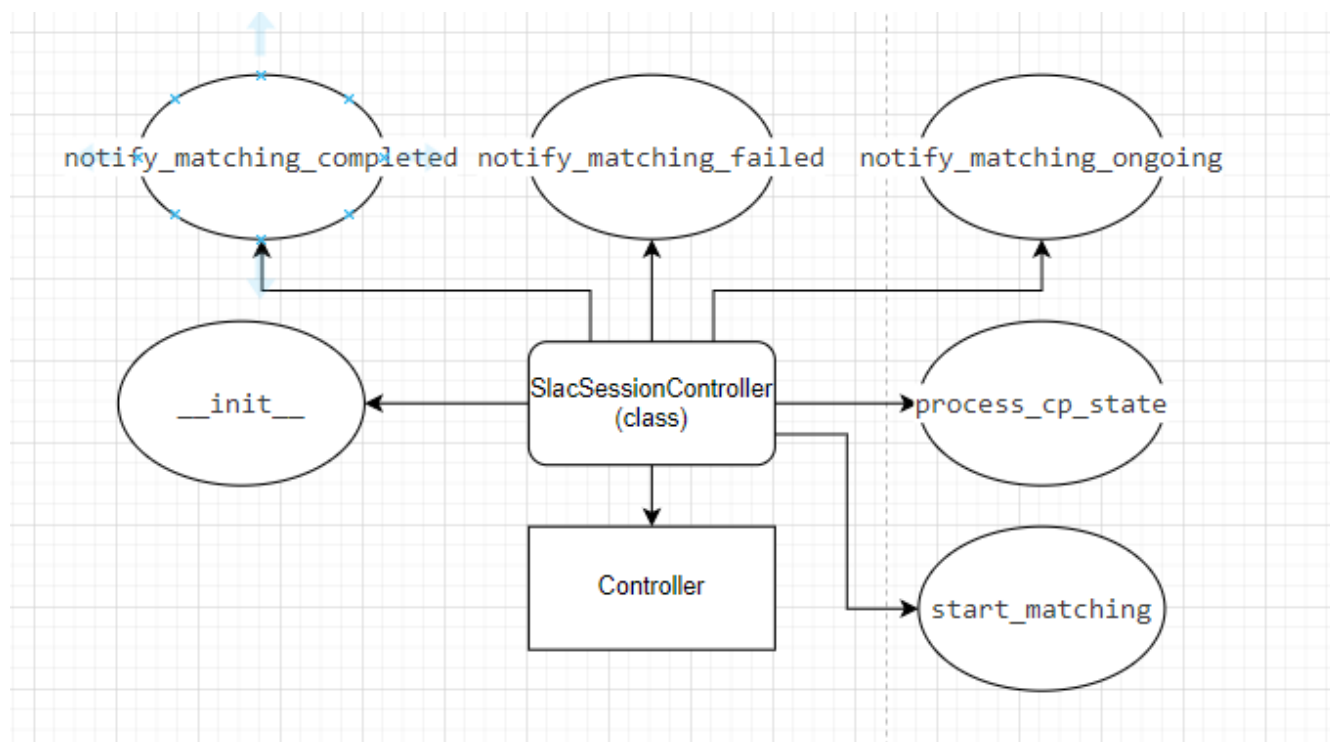 notify_matching_completed
notify_matching_failed
notify_matching_ongoing
__init__
SlacSessionController
(class)
process_cp_state
Controller
start_matching